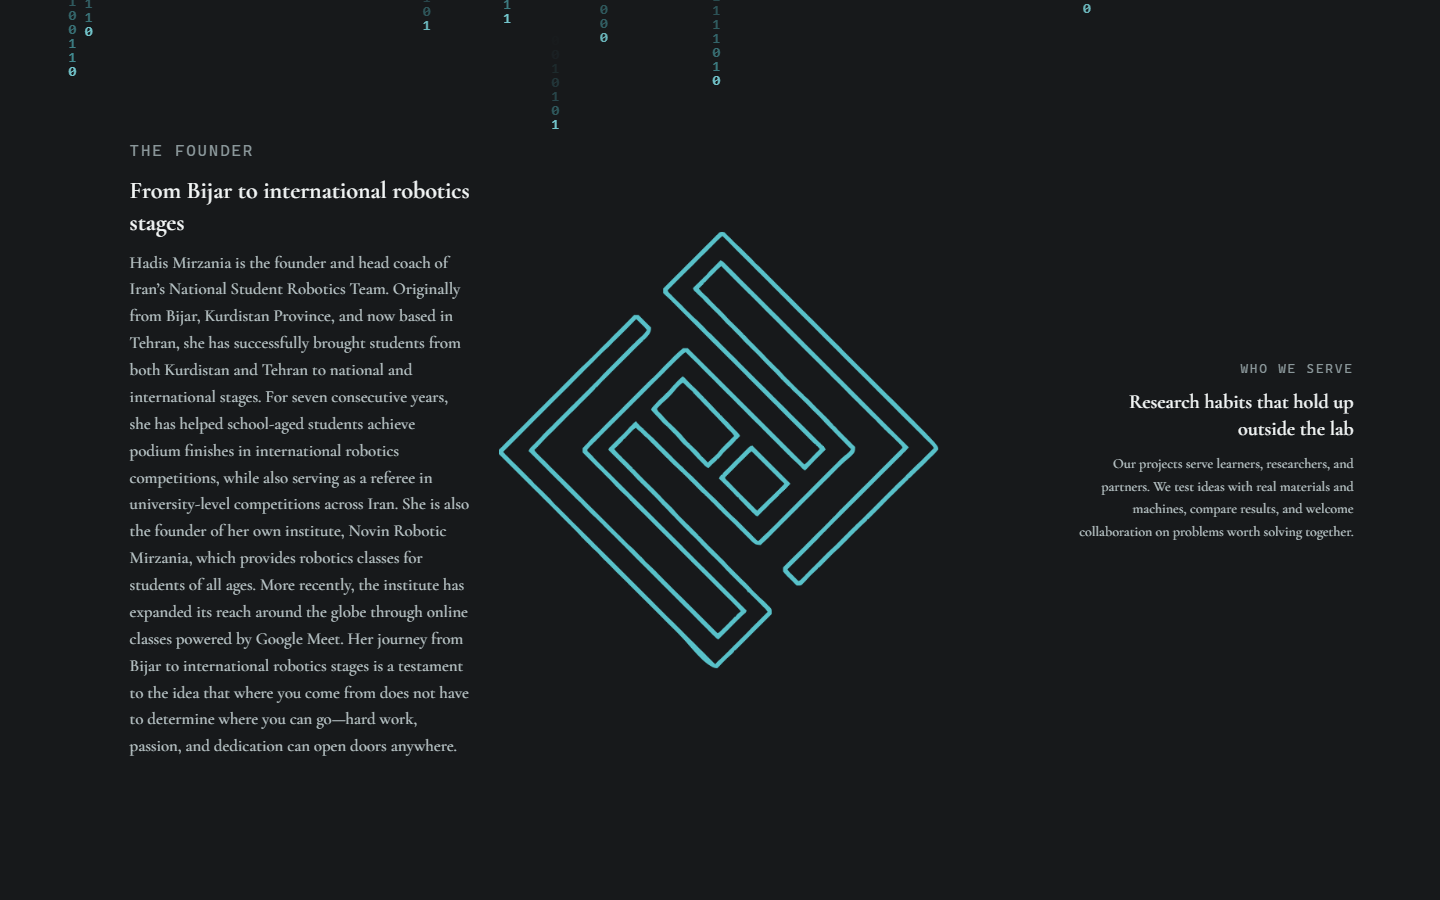 THE FOUNDER
From Bijar to international robotics
stages
Hadis Mirzania is the founder and head coach of
Iran’s National Student Robotics Team. Originally
from Bijar, Kurdistan Province, and now based in
Tehran, she has successfully brought students from
both Kurdistan and Tehran to national and
international stages. For seven consecutive years,
she has helped school-aged students achieve
podium finishes in international robotics
competitions, while also serving as a referee in
university-level competitions across Iran. She is also
the founder of her own institute, Novin Robotic
Mirzania, which provides robotics classes for
students of all ages. More recently, the institute has
expanded its reach around the globe through online
classes powered by Google Meet. Her journey from
Bijar to international robotics stages is a testament
to the idea that where you come from does not have
to determine where you can go—hard work,
passion, and dedication can open doors anywhere.
WHO WE SERVE
Research habits that hold up
outside the lab
Our projects serve learners, researchers, and
partners. We test ideas with real materials and
machines, compare results, and welcome
collaboration on problems worth solving together.